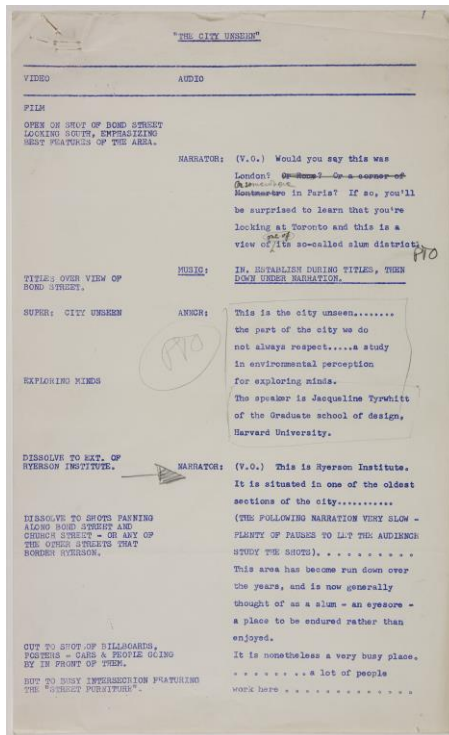 1
"THE CITY UNSEEN"
VIDEO AUDIO
FILM
OPEN ON SHOT OF BOND STREET
LOOKING SOUTH, EMPHASIZING
BEST FEATURES OF THE AREA.
NARRATOR: (V.O.) Would you say this was
London? Or Rome? Or a corner of
Or somewhere
Montmartre in Paris? If so, you'll
be surprised to learn that you're
looking at Toronto and this is a
one of
view of its so-called slum district.
PTO
MUSIC: IN. ESTABLISH DURING TITLES, THEN
DOWN UNDER NARRATION.
TITLES OVER VIEW OF
BOND STREET.
SUPER: CITY UNSEEN ANNCR: This is the city unseen........
the part of the city we do
PTO
not always respect.....a study
in environmental perception
EXPLORING MINDS for exploring minds.
The speaker is Jacqueline Tyrwhitt
of the Graduate school of design,
Harvard University.
DISSOLVE TO EXT. OF
RYERSON INSTITUTE. NARRATOR: (V.O.) This is Ryerson Institute.
It is situated in one of the oldest
sections of the city...........
DISSOLVE TO SHOTS PANNING
ALONG BOND STREET AND
CHURCH STREET - OR ANY OF
THE OTHER STREETS THAT
BORDER RYERSON.
(THE FOLLOWING NARRATION VERY SLOW -
PLENTY OF PAUSES TO LET THE AUDIENCE
STUDY THE SHOTS). . . . . . . . . . .
This area has become run down over
the years, and is now generally
thought of as a slum - an eyesore -
a place to be endured rather than
enjoyed.
CUT TO SHOT.OF BILLBOARDS,
POSTERS - CARS & PEOPLE GOING
BY IN FRONT OF THEM.
It is nonetheless a very busy place.
. . . . . . . . a lot of people
BUT TO BUSY INTERSECRION FEATURING
THE "STREET FURNITURE".
work here . . . . . . . . . . . . . .